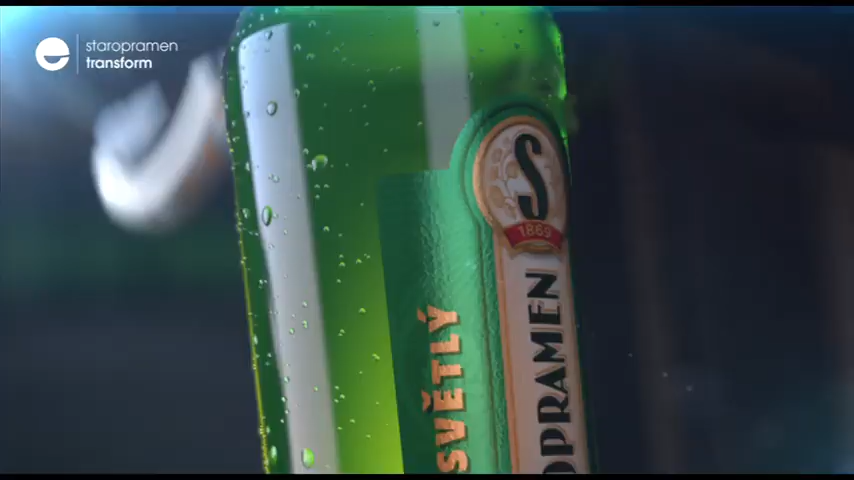 staropramen
transform
S
1869
OPRAMEN
SVĚTLÝ